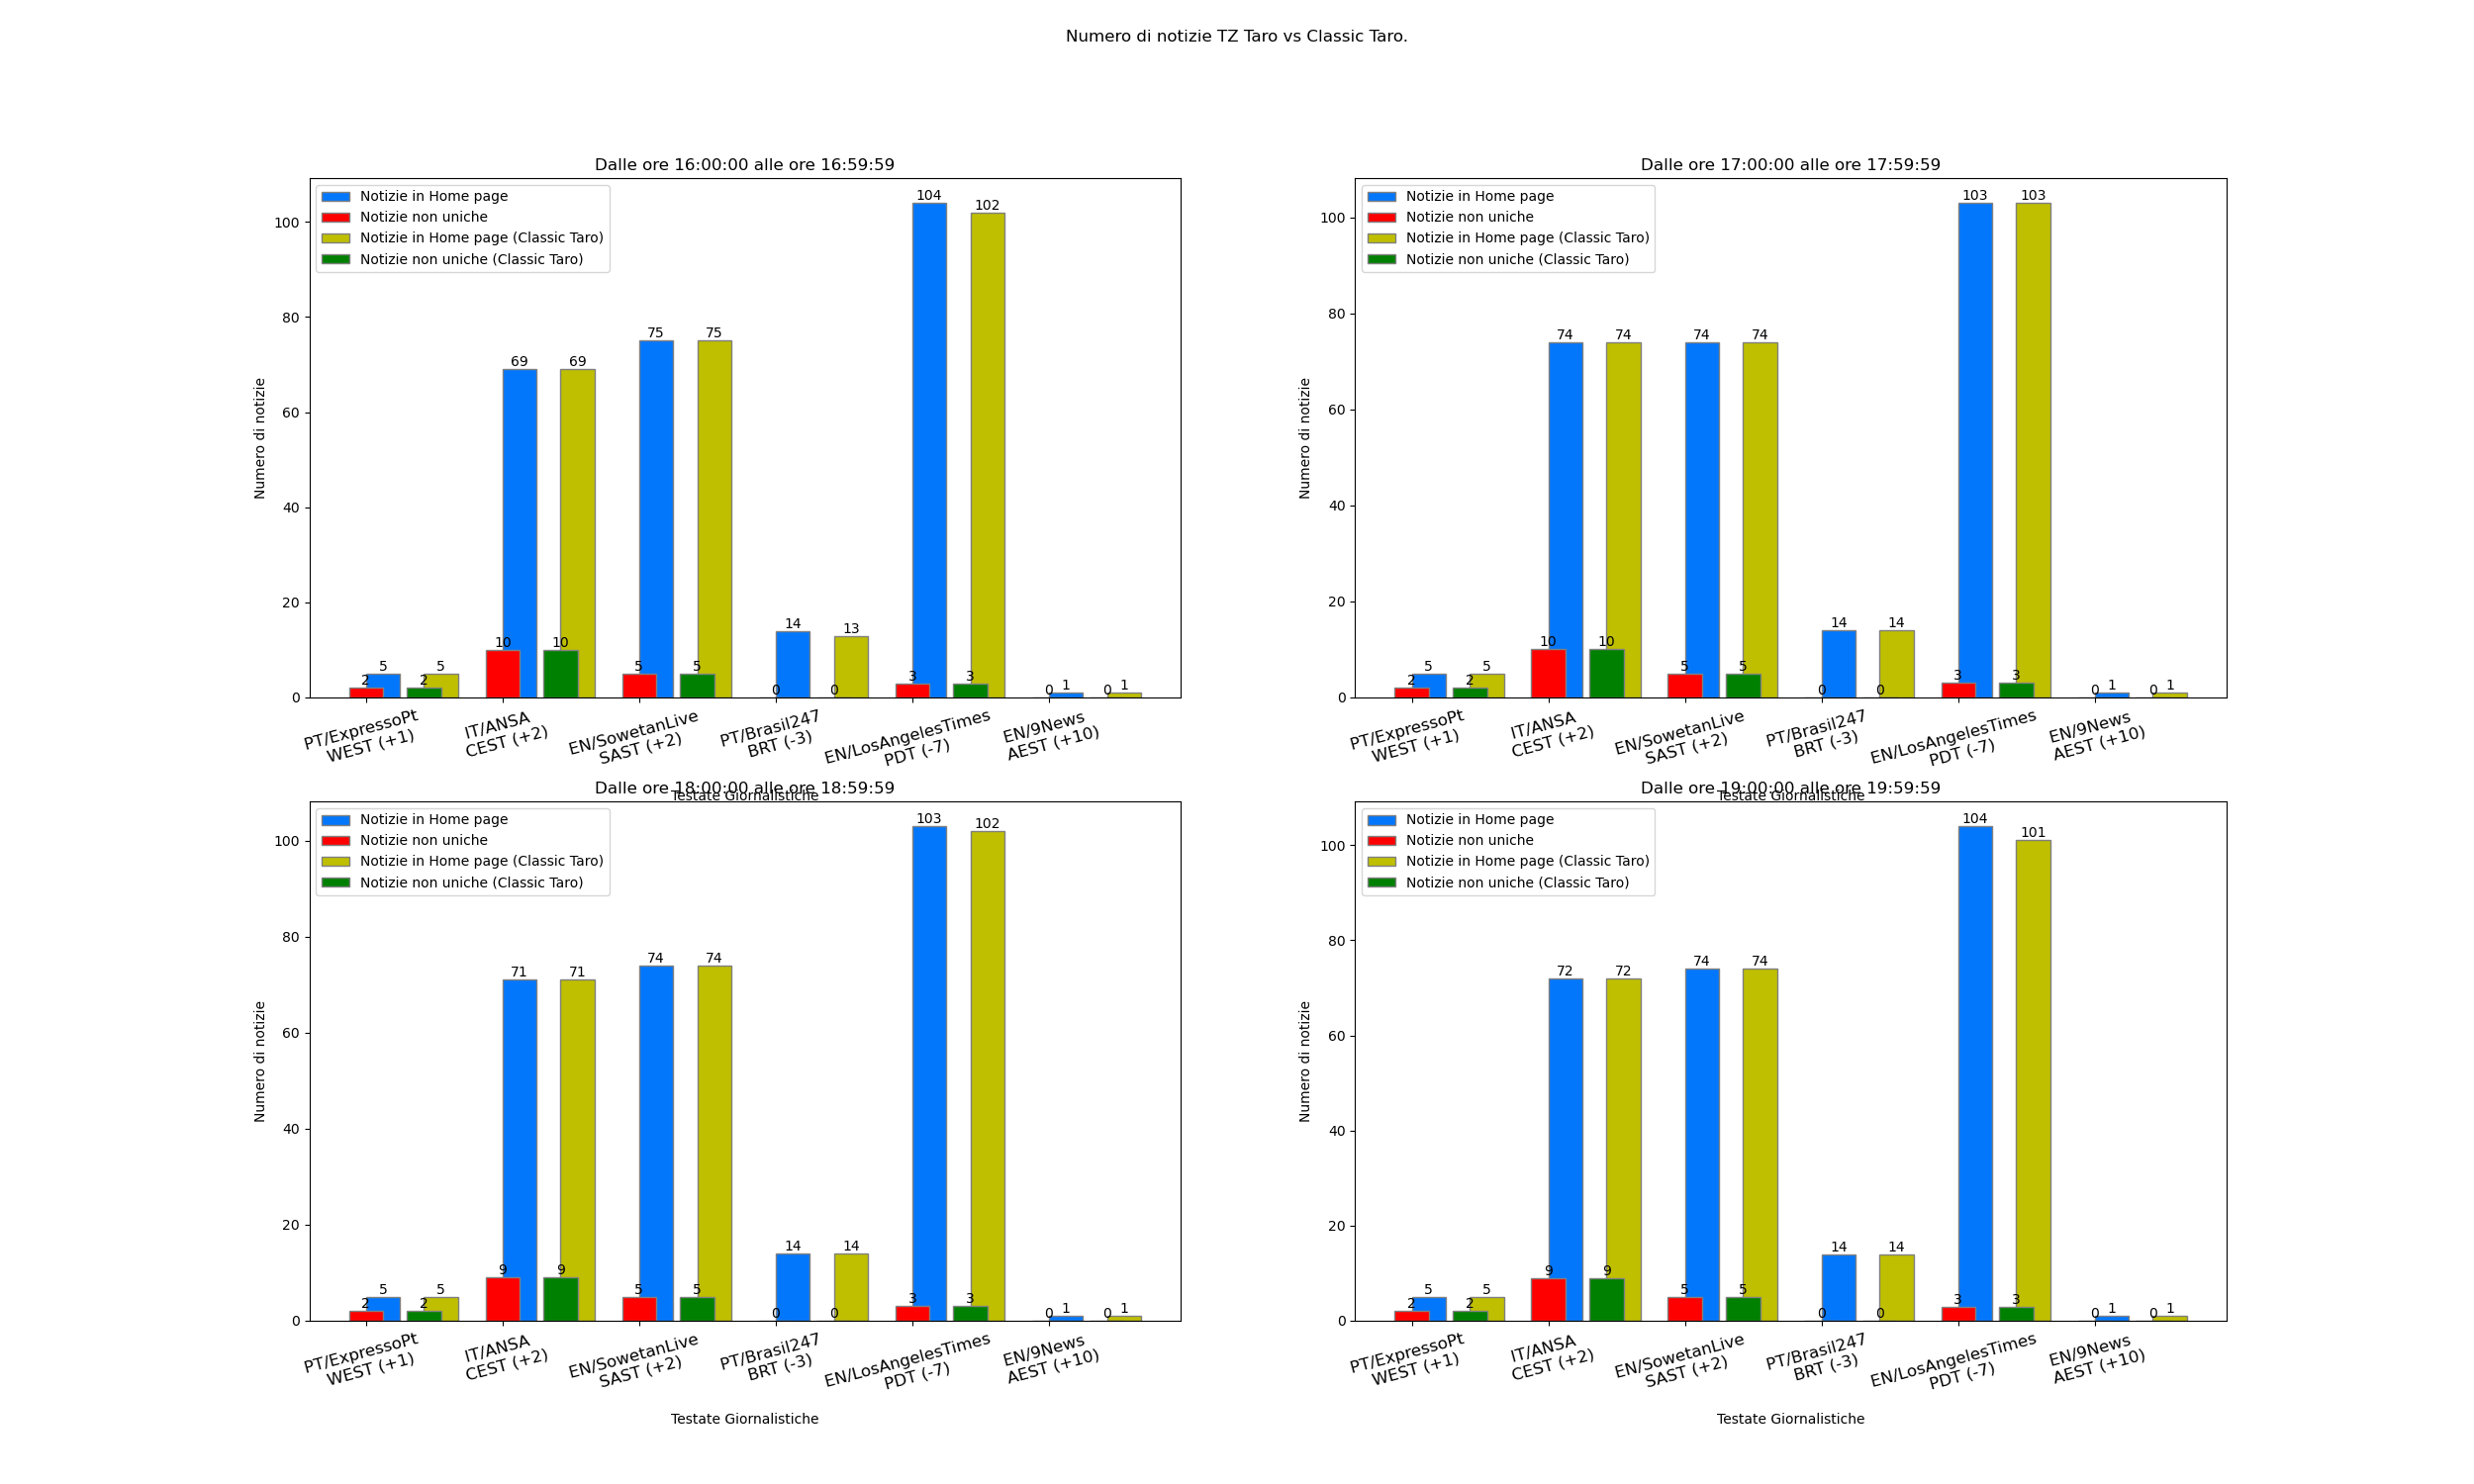 Numero di notizie TZ Taro vs Classic Taro.
Dalle ore 16:00:00 alle ore 16:59:59
Notizie in Home page
Notizie non uniche
Notizie in Home page (Classic Taro)
Notizie non uniche (Classic Taro)
Numero di notizie
100
80
60
40
20
0
2 5 2 5
10 69 10 69
5 75 5 75
0 14 0 13
3 104 3 102
0 1 0 1
PT/ExpressoPt
WEST (+1)
IT/ANSA
CEST (+2)
EN/SowetanLive
SAST (+2)
PT/Brasil247
BRT (-3)
EN/LosAngelesTimes
PDT (-7)
EN/9News
AEST (+10)
Testate Giornalistiche
Dalle ore 17:00:00 alle ore 17:59:59
Notizie in Home page
Notizie non uniche
Notizie in Home page (Classic Taro)
Notizie non uniche (Classic Taro)
Numero di notizie
100
80
60
40
20
0
2 5 2 5
10 74 10 74
5 74 5 74
0 14 0 14
3 103 3 103
0 1 0 1
PT/ExpressoPt
WEST (+1)
IT/ANSA
CEST (+2)
EN/SowetanLive
SAST (+2)
PT/Brasil247
BRT (-3)
EN/LosAngelesTimes
PDT (-7)
EN/9News
AEST (+10)
Testate Giornalistiche
Dalle ore 18:00:00 alle ore 18:59:59
Notizie in Home page
Notizie non uniche
Notizie in Home page (Classic Taro)
Notizie non uniche (Classic Taro)
Numero di notizie
100
80
60
40
20
0
2 5 2 5
9 71 9 71
5 74 5 74
0 14 0 14
3 103 3 102
0 1 0 1
PT/ExpressoPt
WEST (+1)
IT/ANSA
CEST (+2)
EN/SowetanLive
SAST (+2)
PT/Brasil247
BRT (-3)
EN/LosAngelesTimes
PDT (-7)
EN/9News
AEST (+10)
Testate Giornalistiche
Dalle ore 19:00:00 alle ore 19:59:59
Notizie in Home page
Notizie non uniche
Notizie in Home page (Classic Taro)
Notizie non uniche (Classic Taro)
Numero di notizie
100
80
60
40
20
0
2 5 2 5
9 72 9 72
5 74 5 74
0 14 0 14
3 104 3 101
0 1 0 1
PT/ExpressoPt
WEST (+1)
IT/ANSA
CEST (+2)
EN/SowetanLive
SAST (+2)
PT/Brasil247
BRT (-3)
EN/LosAngelesTimes
PDT (-7)
EN/9News
AEST (+10)
Testate Giornalistiche